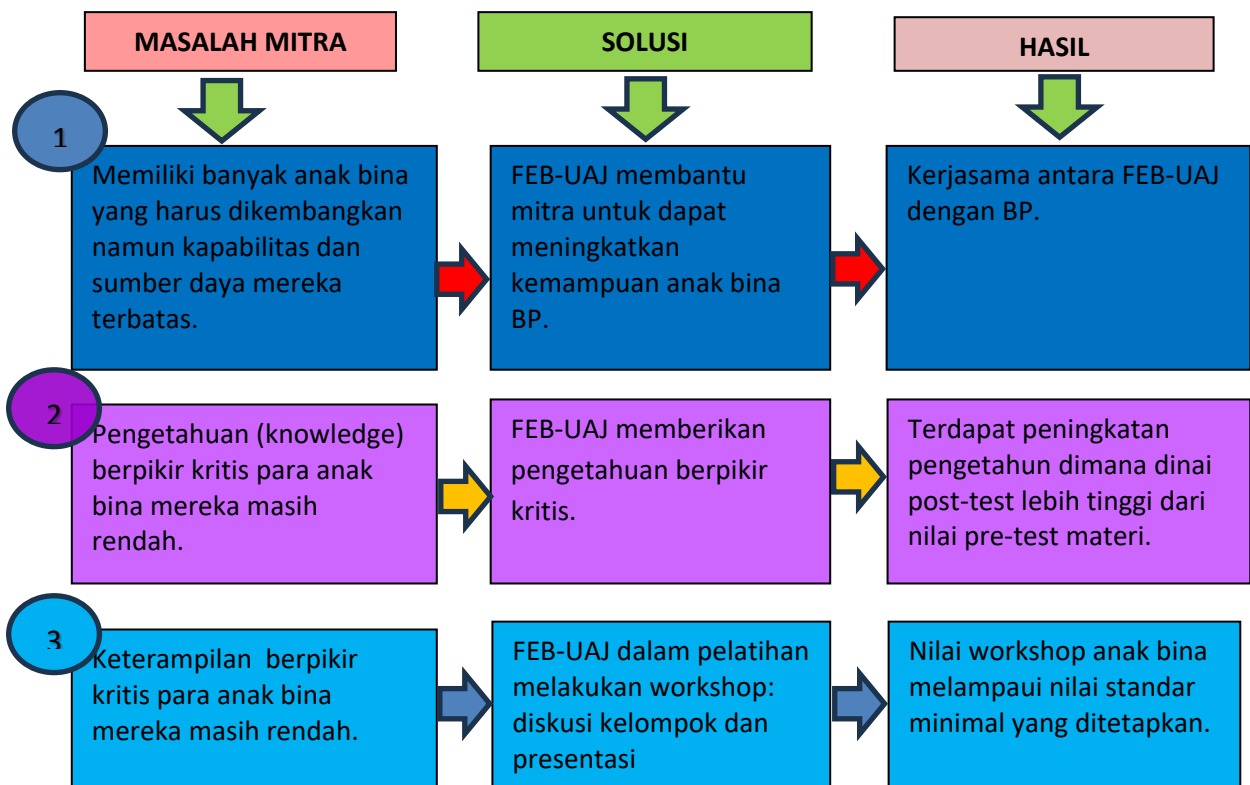 MASALAH MITRA
SOLUSI
HASIL
1
Memiliki banyak anak bina
yang harus dikembangkan
namun kapabilitas dan
sumber daya mereka
terbatas.
FEB-UAJ membantu
mitra untuk dapat
meningkatkan
kemampuan anak bina
BP.
Kerjasama antara FEB-UAJ
dengan BP.
2
Pengetahuan (knowledge)
berpikir kritis para anak
bina mereka masih
rendah.
FEB-UAJ memberikan
pengetahuan berpikir
kritis.
Terdapat peningkatan
pengetahun dimana dinai
post-test lebih tinggi dari
nilai pre-test materi.
3
Keterampilan berpikir
kritis para anak bina
mereka masih rendah.
FEB-UAJ dalam pelatihan
melakukan workshop:
diskusi kelompok dan
presentasi
Nilai workshop anak bina
melampaui nilai standar
minimal yang ditetapkan.